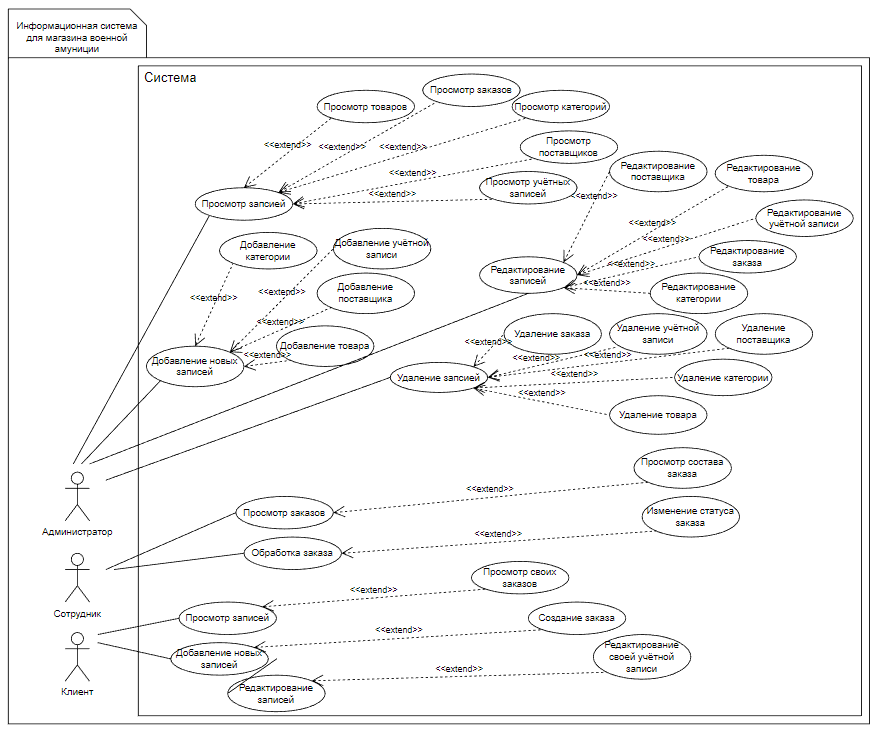 Информационная система
для магазина военной
амуниции
Система
Просмотр товаров
Просмотр заказов
Просмотр категорий
Просмотр
поставщиков
Просмотр учётных
записей
<<extend>>
<<extend>>
<<extend>>
<<extend>>
<<extend>>
Просмотр запсией
Редактирование
поставщика
Редактирование
товара
Редактирование
учётной записи
Редактирование
заказа
Редактирование
категории
<<extend>>
<<extend>>
<<extend>>
<<extend>>
<<extend>>
Редактирование
записей
Добавление
категории
Добавление учётной
записи
Добавление
поставщика
Добавление товара
<<extend>>
<<extend>>
<<extend>>
<<extend>>
Добавление новых
записей
Удаление заказа
Удаление учётной
записи
Удаление
поставщика
Удаление категории
Удаление товара
<<extend>>
<<extend>>
<<extend>>
<<extend>>
<<extend>>
Удаление запсией
Администратор
Просмотр состава
заказа
<<extend>>
Просмотр заказов
Изменение статуса
заказа
<<extend>>
Обработка заказа
Сотрудник
Просмотр своих
заказов
<<extend>>
Просмотр записей
Создание заказа
<<extend>>
Добавление новых
записей
Редактирование
своей учётной
записи
<<extend>>
Редактирование
записей
Клиент